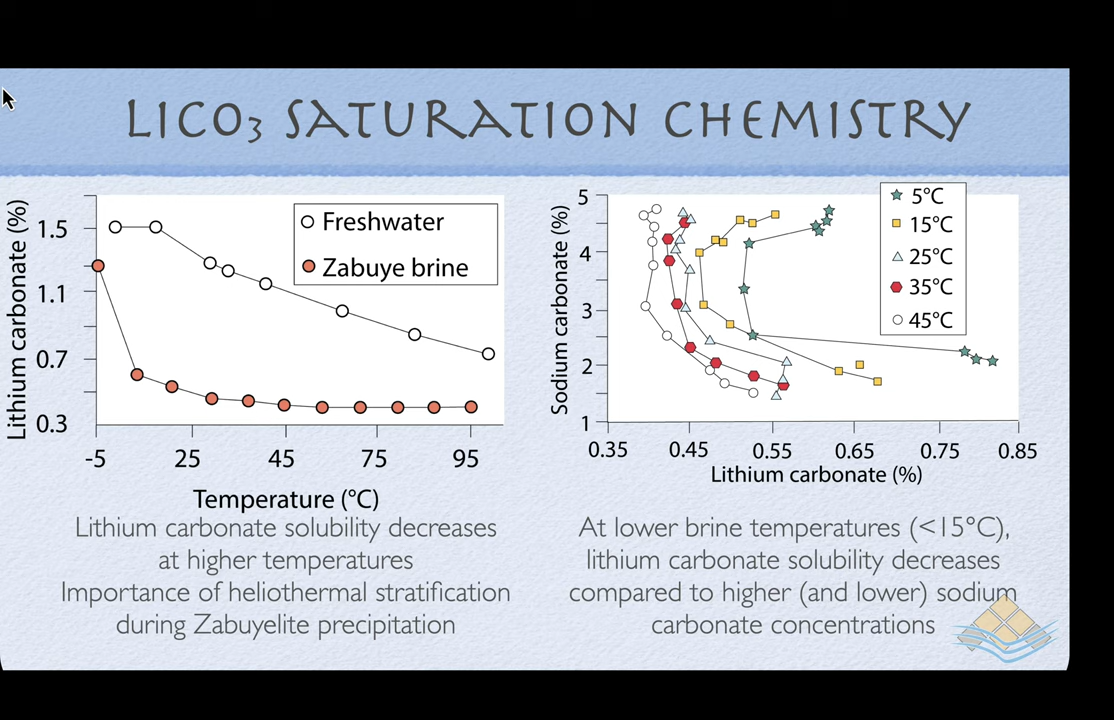 LICO₃ SATURATION CHEMISTRY
Lithium carbonate (%)
1.5
1.1
0.7
0.3
-5
25
45
75
95
Temperature (°C)
Freshwater
Zabuye brine
Lithium carbonate solubility decreases
at higher temperatures
Importance of heliothermal stratification
during Zabuyelite precipitation
Sodium carbonate (%)
5
4
3
2
1
0.35
0.45
0.55
0.65
0.75
0.85
Lithium carbonate (%)
5°C
15°C
25°C
35°C
45°C
At lower brine temperatures (<15°C),
lithium carbonate solubility decreases
compared to higher (and lower) sodium
carbonate concentrations